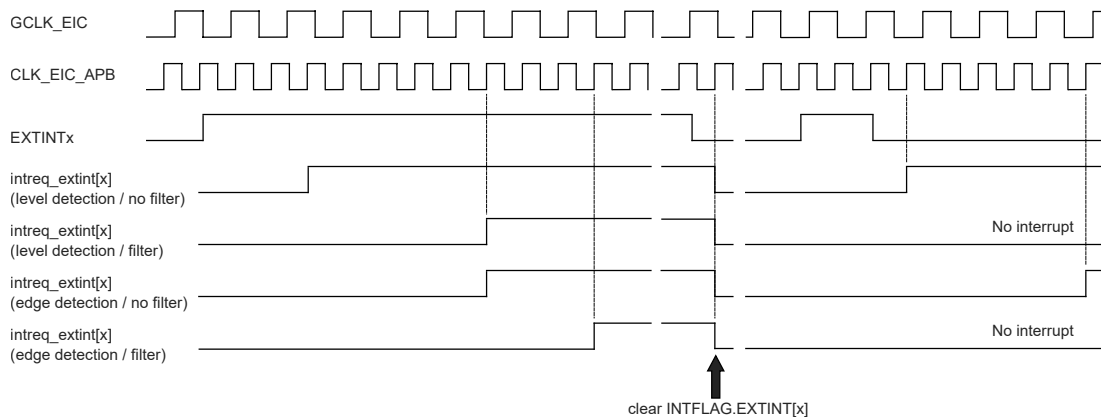 GCLK_EIC
CLK_EIC_APB
EXTINTx
intreq_extint[x]
(level detection / no filter)
intreq_extint[x]
(level detection / filter)
No interrupt
intreq_extint[x]
(edge detection / no filter)
intreq_extint[x]
(edge detection / filter)
No interrupt
clear INTFLAG.EXTINT[x]